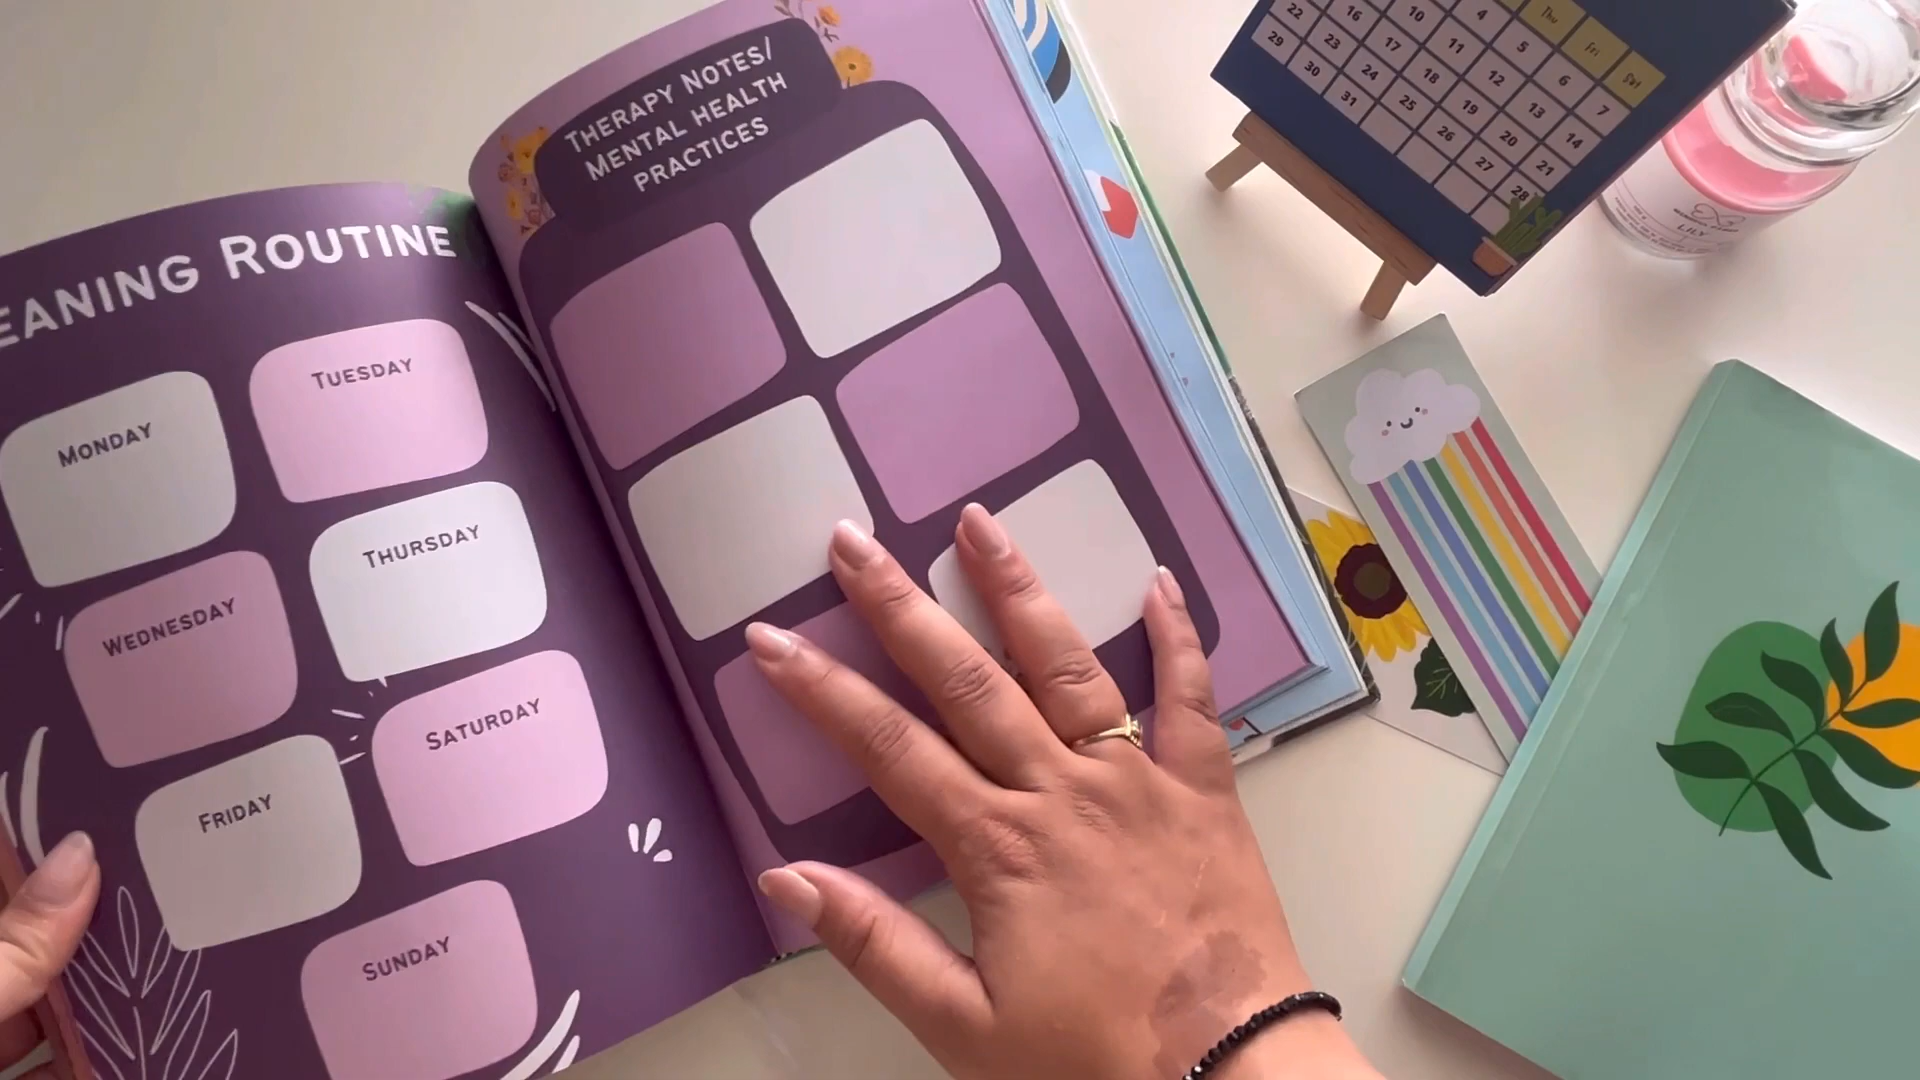 EANING ROUTINE
MONDAY
TUESDAY
WEDNESDAY
THURSDAY
FRIDAY
SATURDAY
SUNDAY
THERAPY NOTES/
MENTAL HEALTH
PRACTICES
Thu Fri Sat
22 16 10 4 5 6 7
29 23 17 11 12 13 14
30 24 18 19 20 21
31 25 26 27 28
LILY